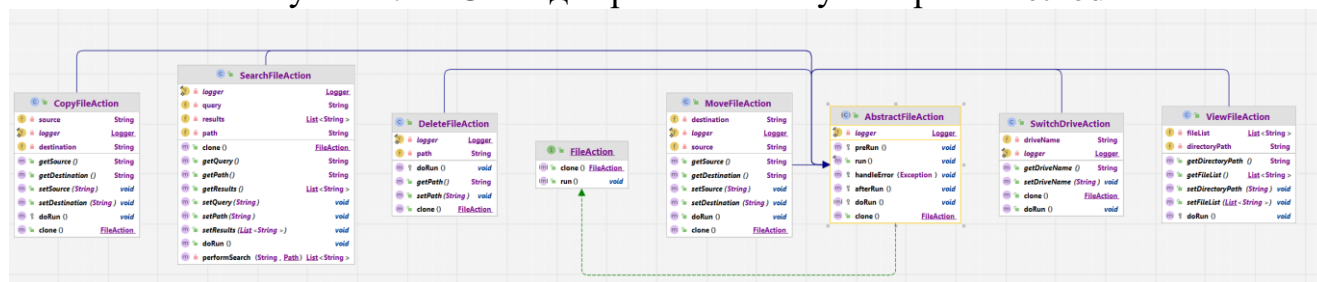 CopyFileAction
source String
logger Logger
destination String
getSource () String
getDestination () String
setSource (String) void
setDestination (String) void
doRun () void
clone () FileAction
SearchFileAction
logger Logger
query String
results List<String>
path String
clone () FileAction
getQuery () String
getPath() String
getResults () List<String>
setQuery (String) void
setPath (String) void
setResults (List<String>) void
doRun () void
performSearch (String, Path) List<String>
DeleteFileAction
logger Logger
path String
doRun () void
getPath() String
setPath (String) void
clone () FileAction
FileAction
clone () FileAction
run () void
MoveFileAction
destination String
logger Logger
source String
getSource () String
getDestination () String
setSource (String) void
setDestination (String) void
doRun () void
clone () FileAction
AbstractFileAction
logger Logger
preRun () void
run () void
handleError (Exception) void
afterRun () void
doRun () void
clone () FileAction
SwitchDriveAction
driveName String
logger Logger
getDriveName () String
setDriveName (String) void
clone () FileAction
doRun () void
ViewFileAction
fileList List<String>
directoryPath String
getDirectoryPath () String
getFileList () List<String>
setDirectoryPath (String) void
setFileList (List<String>) void
doRun () void